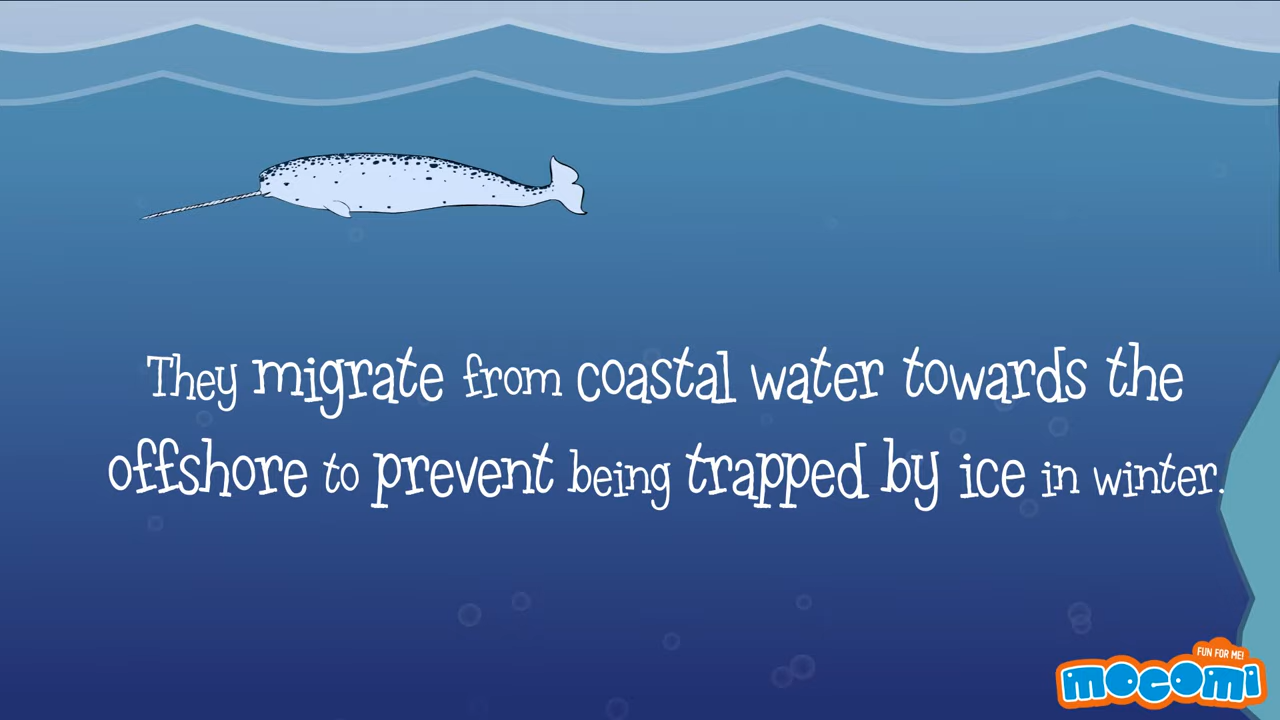 They migrate from coastal water towards the
offshore to prevent being trapped by ice in winter.
FUN FOR ME!
mocomi